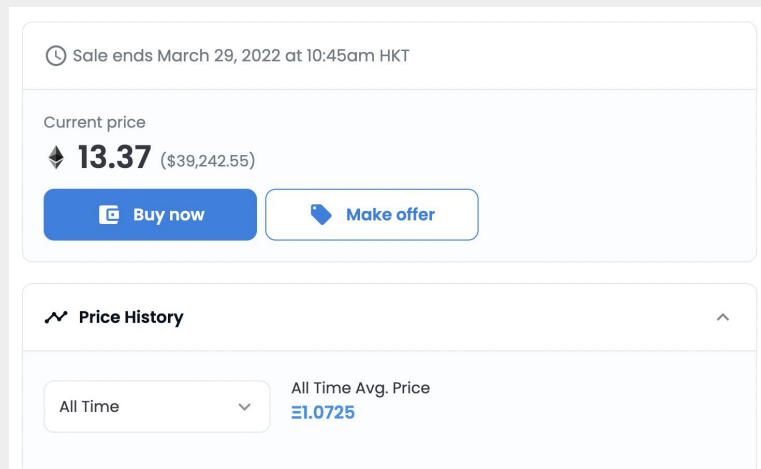 Sale ends March 29, 2022 at 10:45am HKT
Current price
13.37 ($39,242.55)
Buy now
Make offer
Price History
All Time
All Time Avg. Price
Ξ1.0725